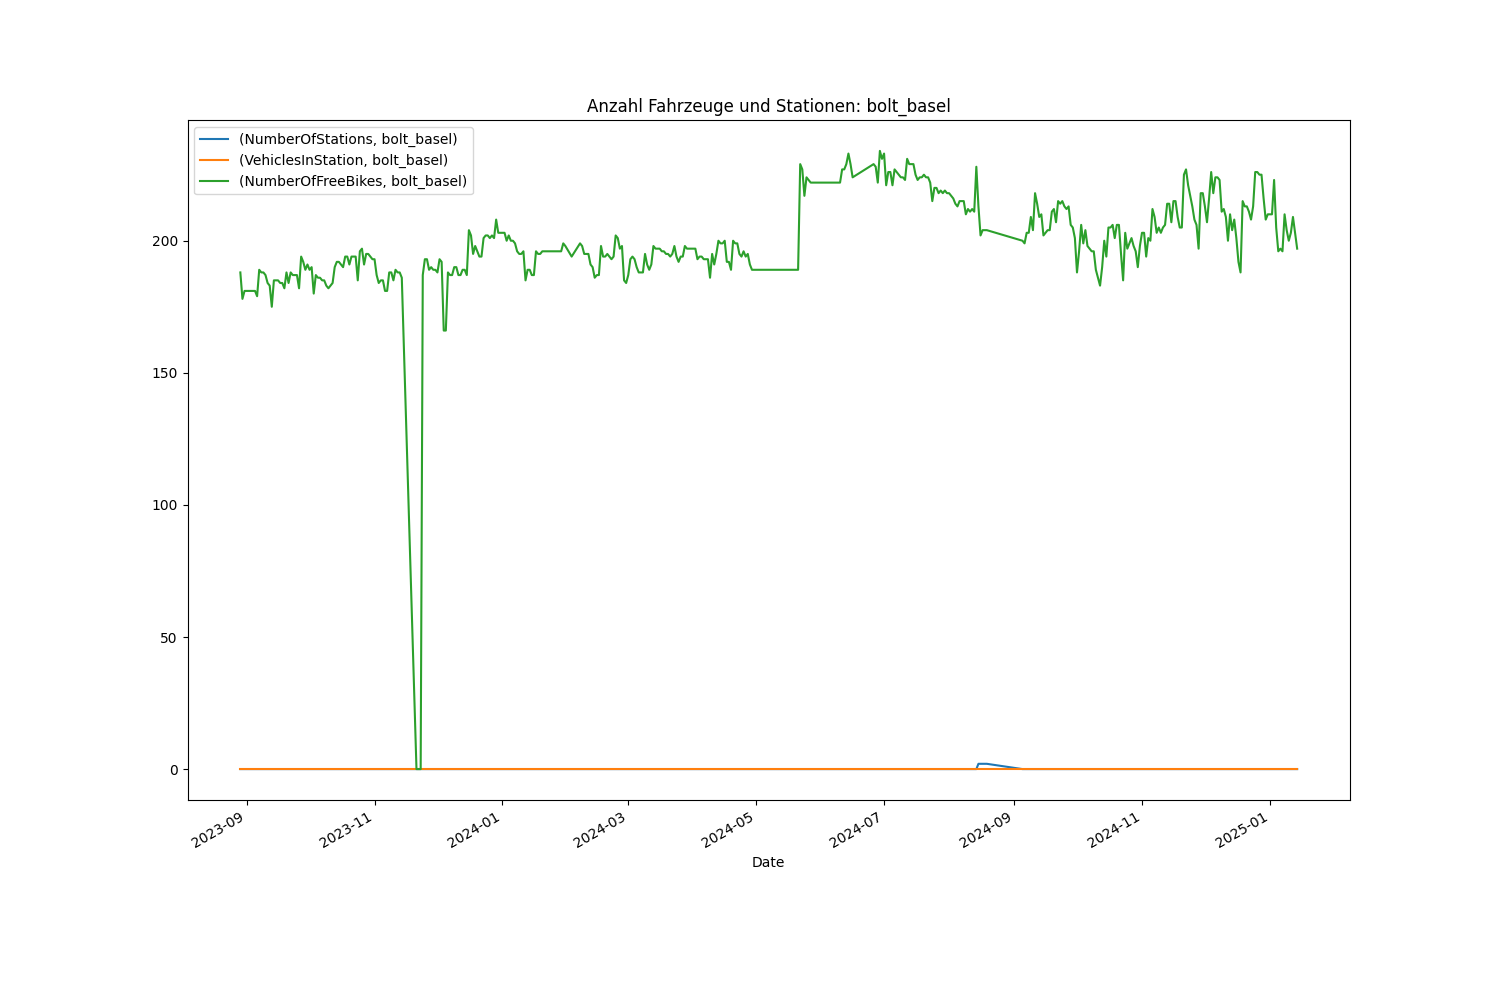 Anzahl Fahrzeuge und Stationen: bolt_basel
(NumberOfStations, bolt_basel)
(VehiclesInStation, bolt_basel)
(NumberOfFreeBikes, bolt_basel)
200
150
100
50
0
2023-09
2023-11
2024-01
2024-03
2024-05
2024-07
2024-09
2024-11
2025-01
Date